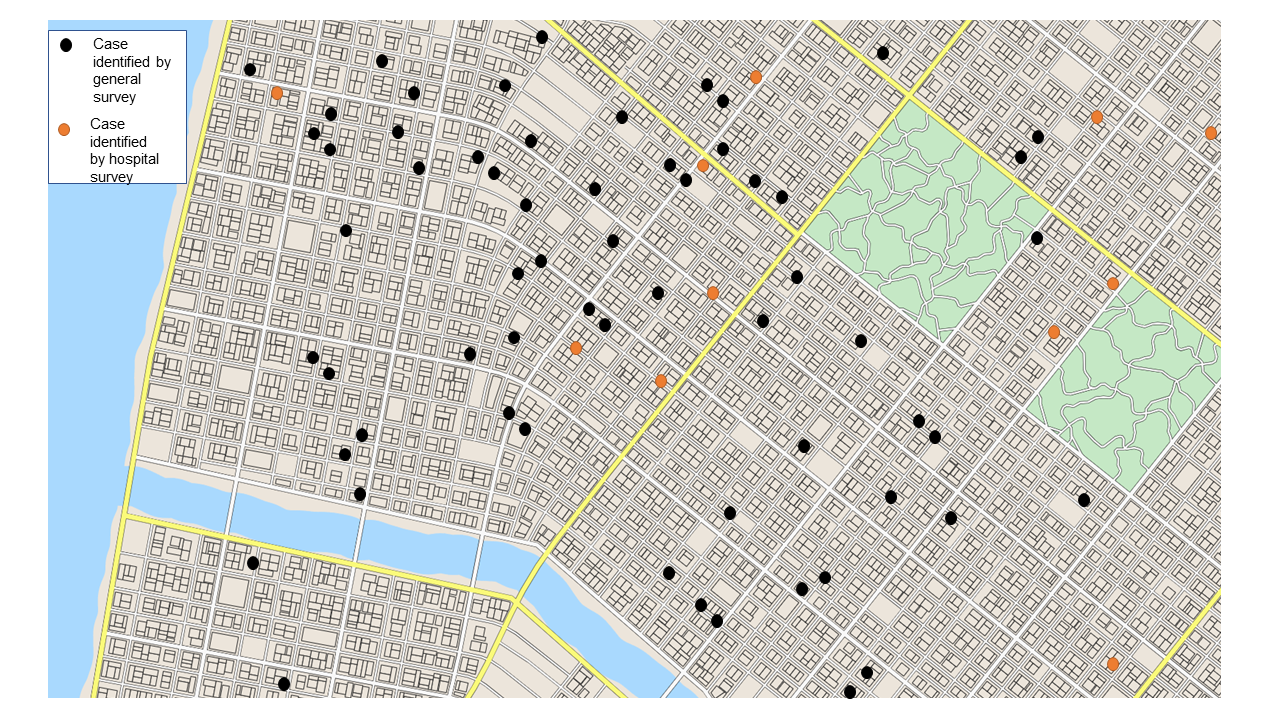 Case
identified by
general
survey
Case
identified
by hospital
survey